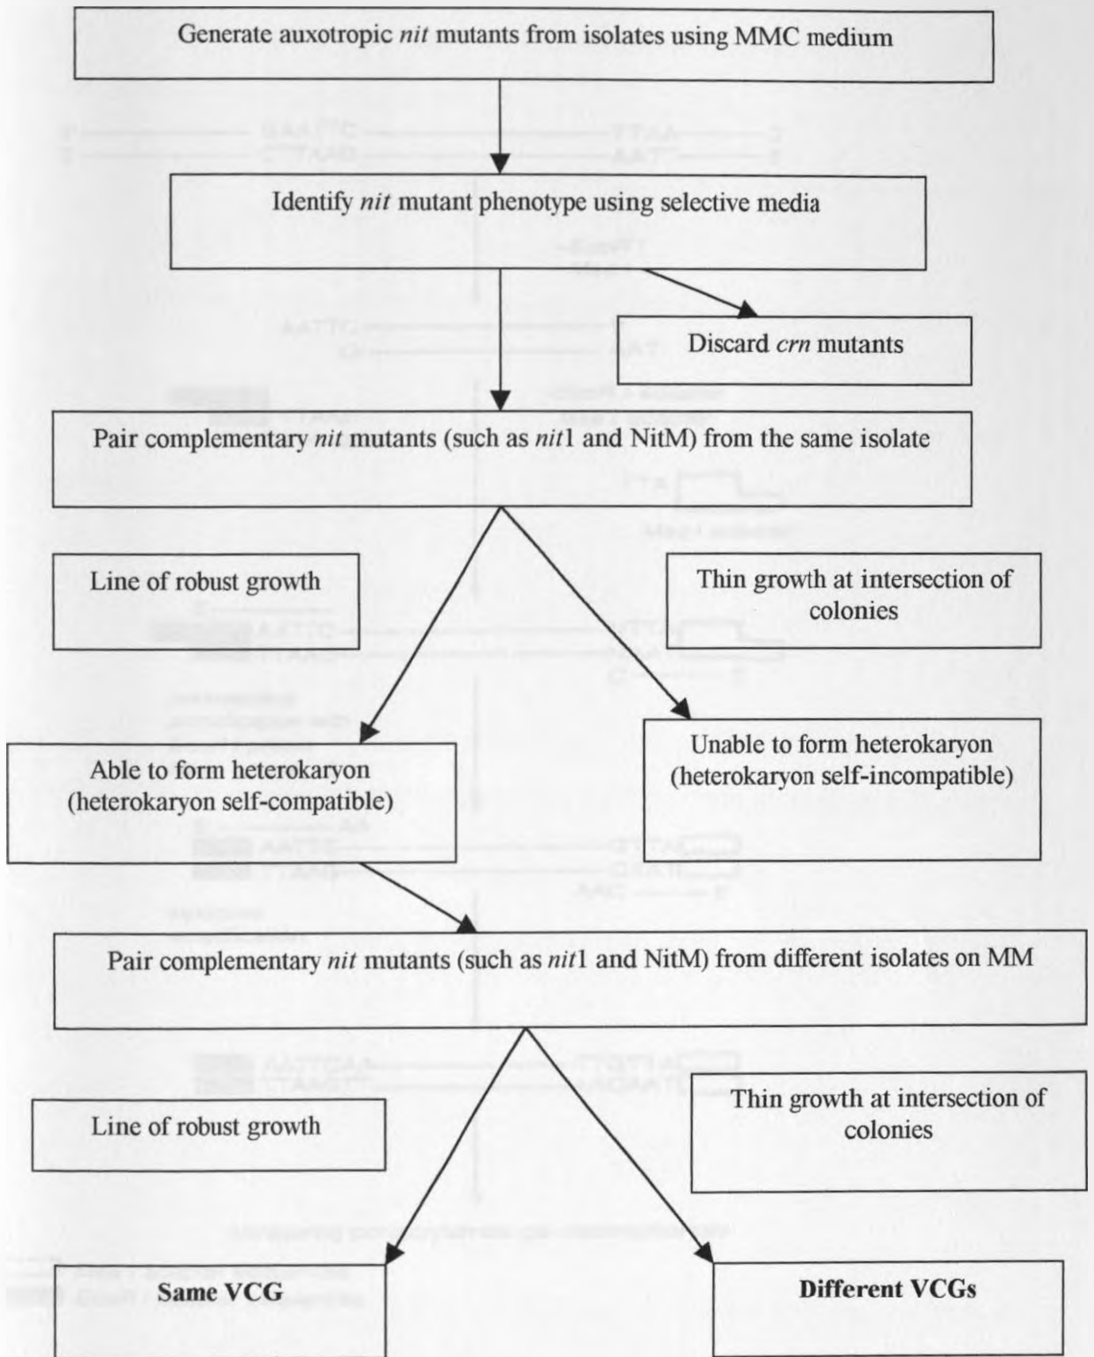 Generate auxotropic nit mutants from isolates using MMC medium
Identify nit mutant phenotype using selective media
Discard crn mutants
Pair complementary nit mutants (such as nit1 and NitM) from the same isolate
Line of robust growth
Thin growth at intersection of
colonies
Able to form heterokaryon
(heterokaryon self-compatible)
Unable to form heterokaryon
(heterokaryon self-incompatible)
Pair complementary nit mutants (such as nit1 and NitM) from different isolates on MM
Line of robust growth
Thin growth at intersection of
colonies
Same VCG
Different VCGs